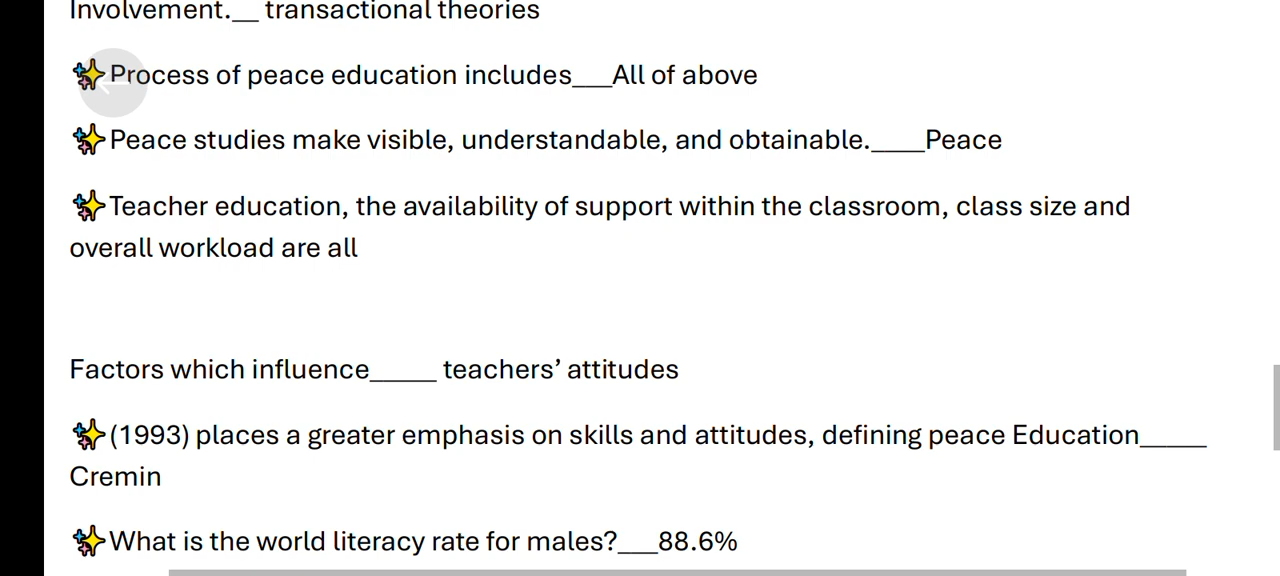 Involvement.__ transactional theories
✨Process of peace education includes___All of above
✨Peace studies make visible, understandable, and obtainable.____Peace
✨Teacher education, the availability of support within the classroom, class size and
overall workload are all
Factors which influence_____ teachers’ attitudes
✨(1993) places a greater emphasis on skills and attitudes, defining peace Education_____
Cremin
✨What is the world literacy rate for males?___88.6%